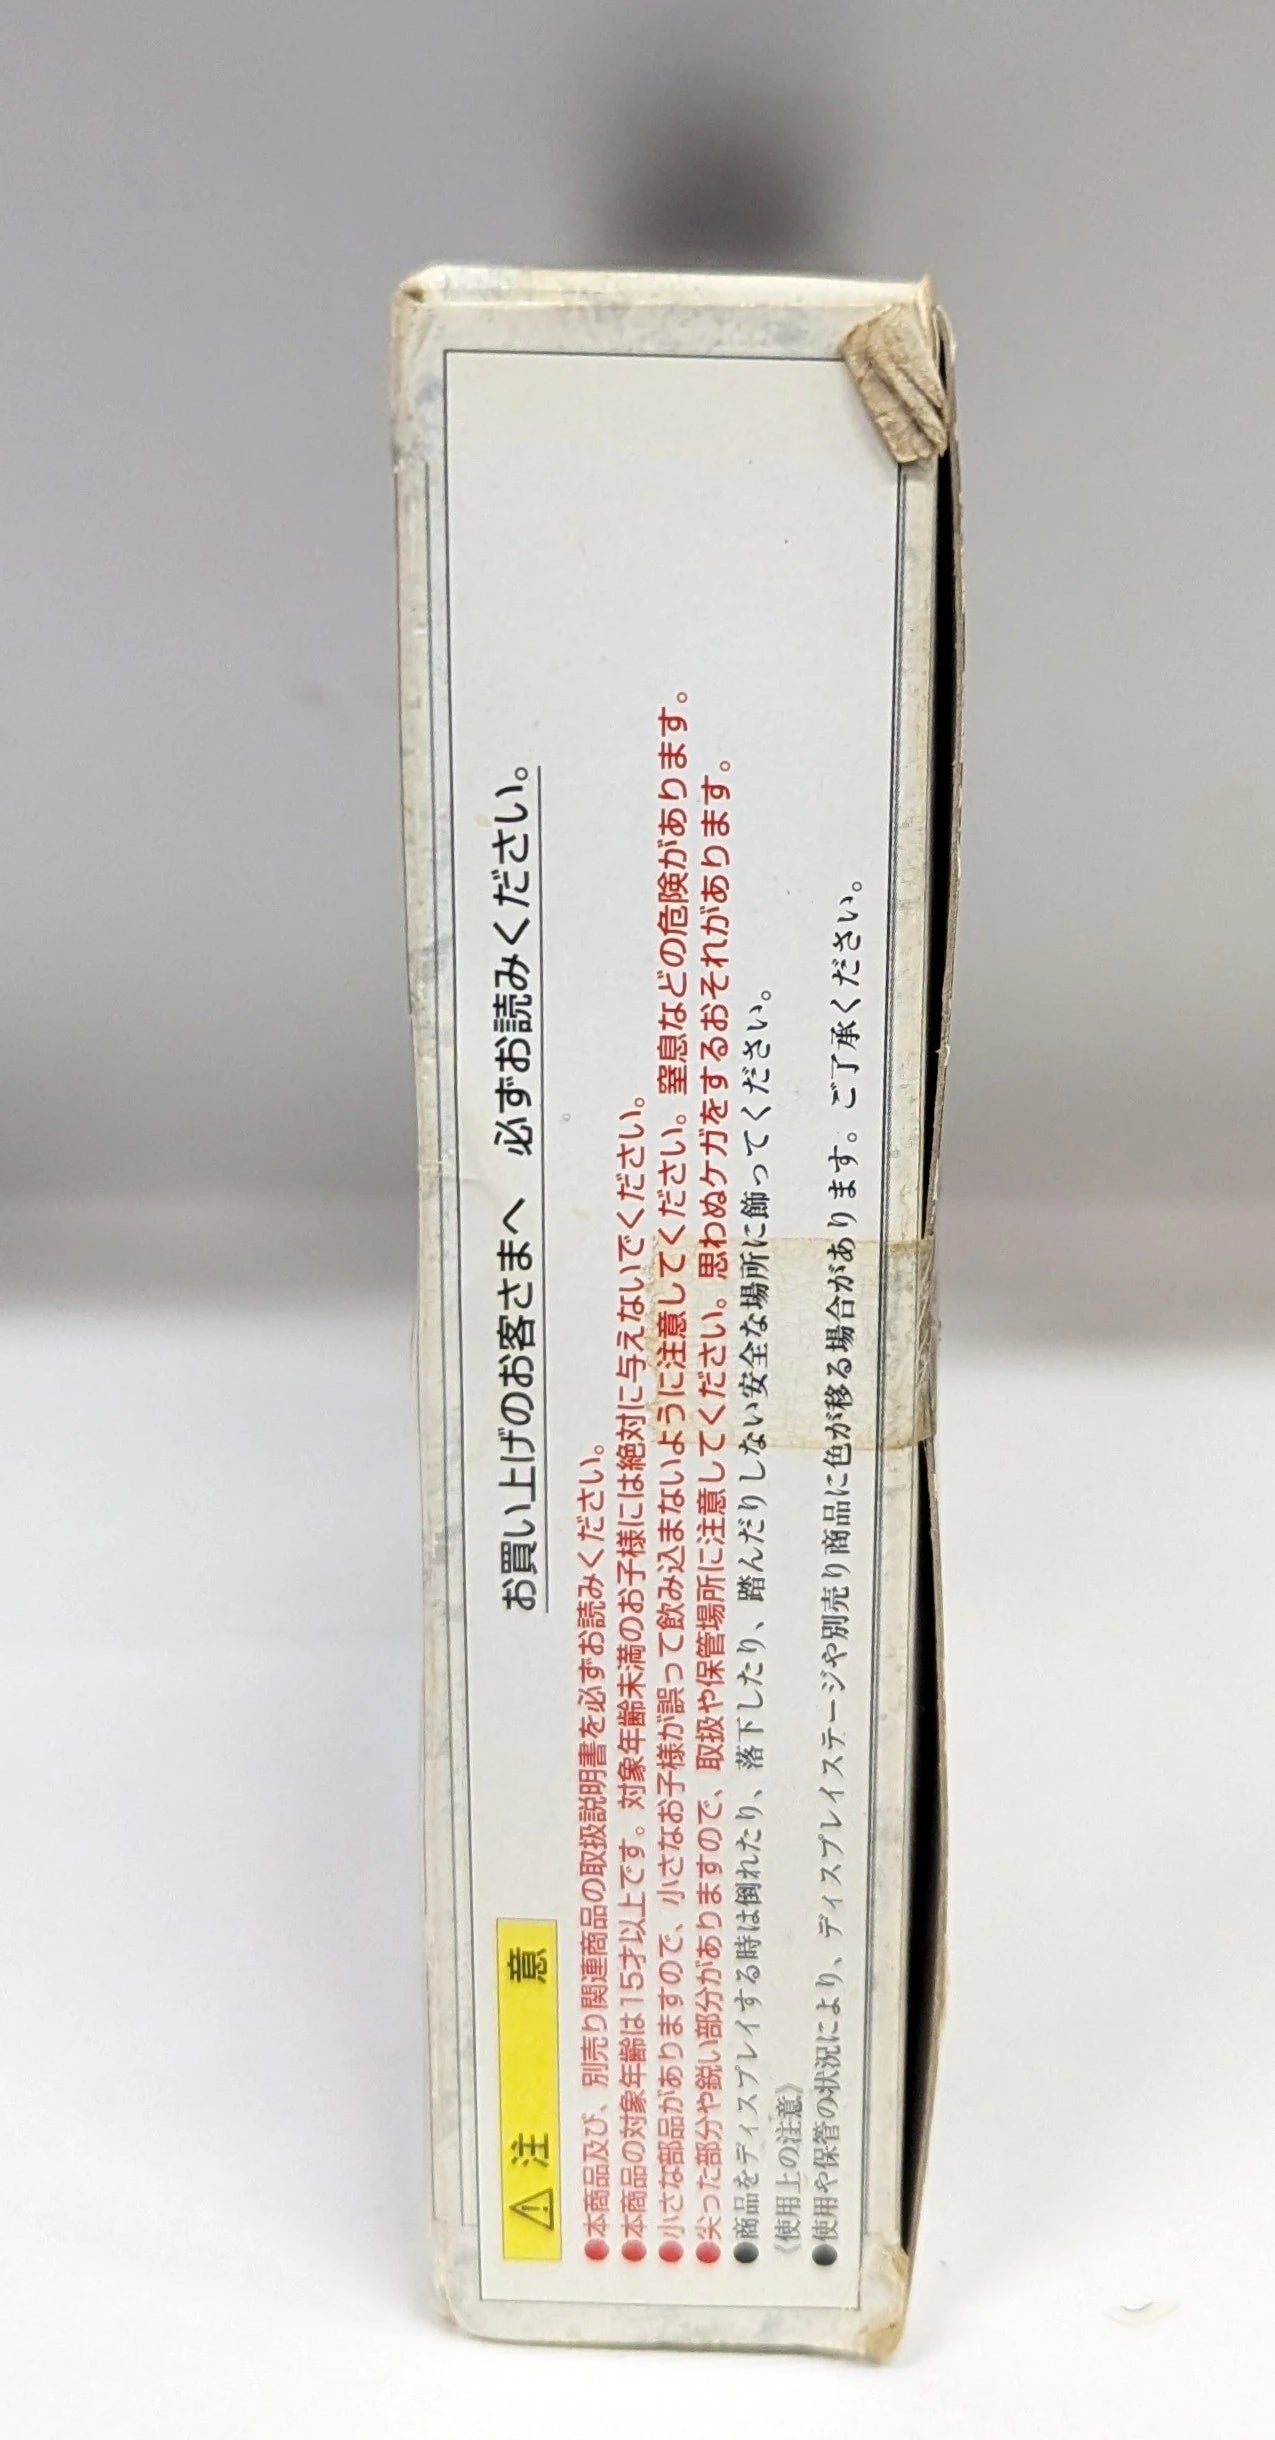 ⚠ 注 意
お買い上げのお客さまへ 必ずお読みください。
●本商品及び、別売り関連商品の取扱説明書を必ずお読みください。
●本商品の対象年齢は15才以上です。対象年齢未満のお子様には絶対に与えないでください。
●小さな部品がありますので、小さなお子様が誤って飲み込まないように注意してください。窒息などの危険があります。
●尖った部分や鋭い部分がありますので、取扱や保管場所に注意してください。思わぬケガをするおそれがあります。
●商品をディスプレイする時は倒れたり、落下したり、踏んだりしない安全な場所に飾ってください。
《使用上の注意》
●使用や保管の状況により、ディスプレイステージや別売り商品に色が移る場合があります。ご了承ください。